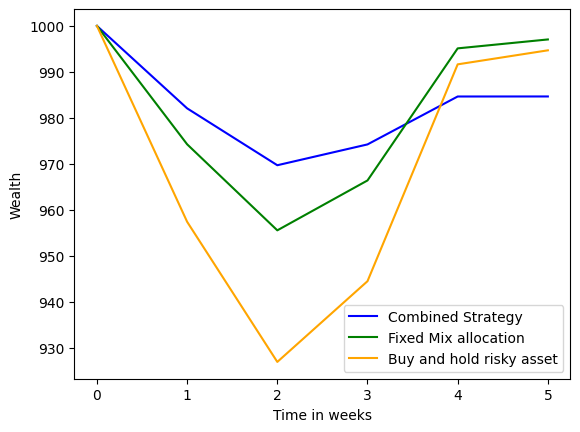 1000
990
980
970
960
950
940
930
Wealth
0 1 2 3 4 5
Time in weeks
Combined Strategy
Fixed Mix allocation
Buy and hold risky asset